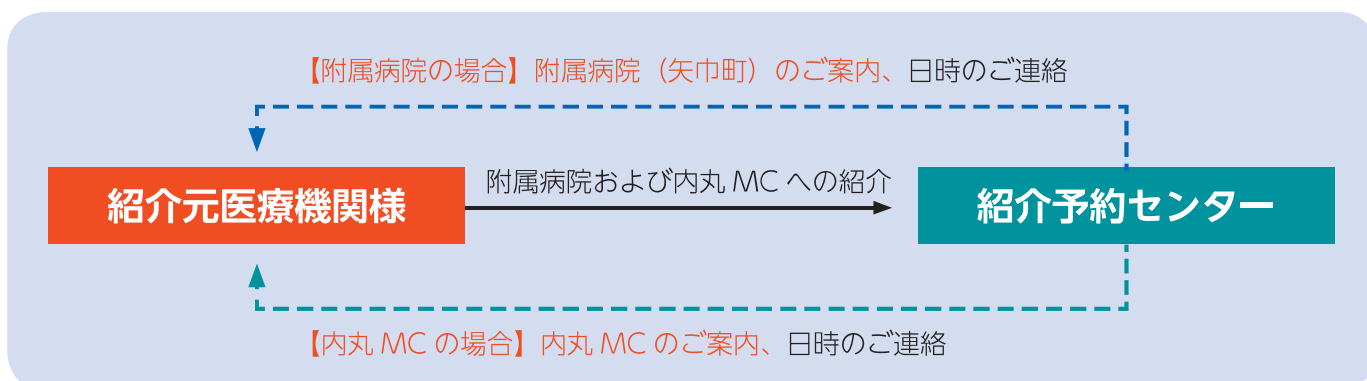 【附属病院の場合】附属病院（矢巾町）のご案内、日時のご連絡
紹介元医療機関様
附属病院および内丸 MC への紹介
紹介予約センター
【内丸 MC の場合】内丸 MC のご案内、日時のご連絡